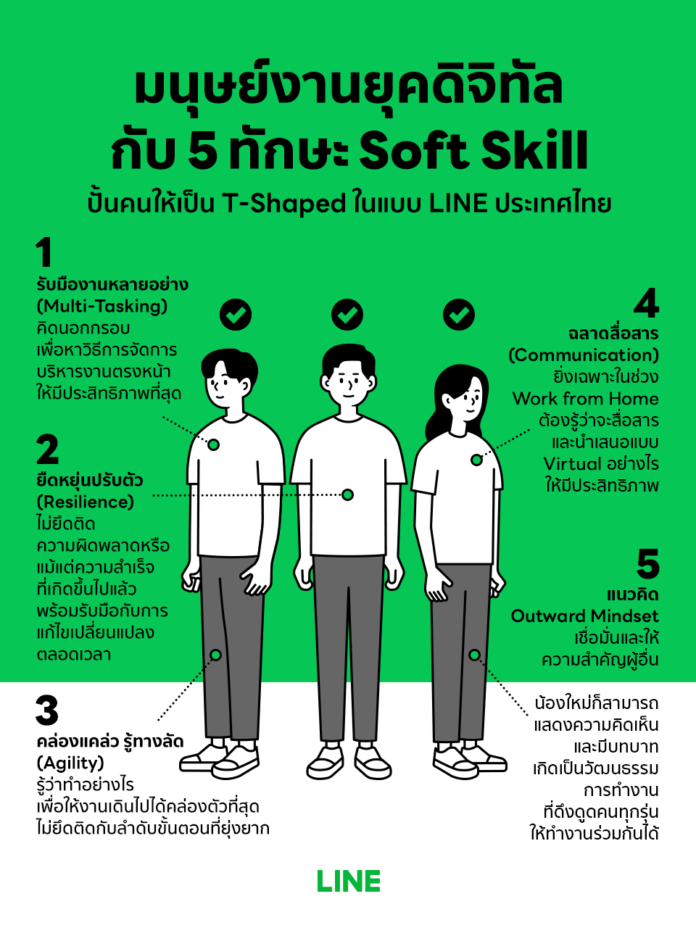 มนุษย์งานยุคดิจิทัล
กับ 5 ทักษะ Soft Skill
ปั้นคนให้เป็น T-Shaped ในแบบ LINE ประเทศไทย
1
รับมืองานหลายอย่าง
(Multi-Tasking)
คิดนอกกรอบ
เพื่อหาวิธีการจัดการ
บริหารงานตรงหน้า
ให้มีประสิทธิภาพที่สุด
2
ยืดหยุ่นปรับตัว
(Resilience)
ไม่ยึดติด
ความผิดพลาดหรือ
แม้แต่ความสำเร็จ
ที่เกิดขึ้นไปแล้ว
พร้อมรับมือกับการ
แก้ไขเปลี่ยนแปลง
ตลอดเวลา
3
คล่องแคล่ว รู้ทางลัด
(Agility)
รู้ว่าทำอย่างไร
เพื่อให้งานเดินไปได้คล่องตัวที่สุด
ไม่ยึดติดกับลำดับขั้นตอนที่ยุ่งยาก
4
ฉลาดสื่อสาร
(Communication)
ยิ่งเฉพาะในช่วง
Work from Home
ต้องรู้ว่าจะสื่อสาร
และนำเสนอแบบ
Virtual อย่างไร
ให้มีประสิทธิภาพ
5
แนวคิด
Outward Mindset
เชื่อมั่นและให้
ความสำคัญผู้อื่น
น้องใหม่ก็สามารถ
แสดงความคิดเห็น
และมีบทบาท
เกิดเป็นวัฒนธรรม
การทำงาน
ที่ดึงดูดคนทุกรุ่น
ให้ทำงานร่วมกันได้
LINE